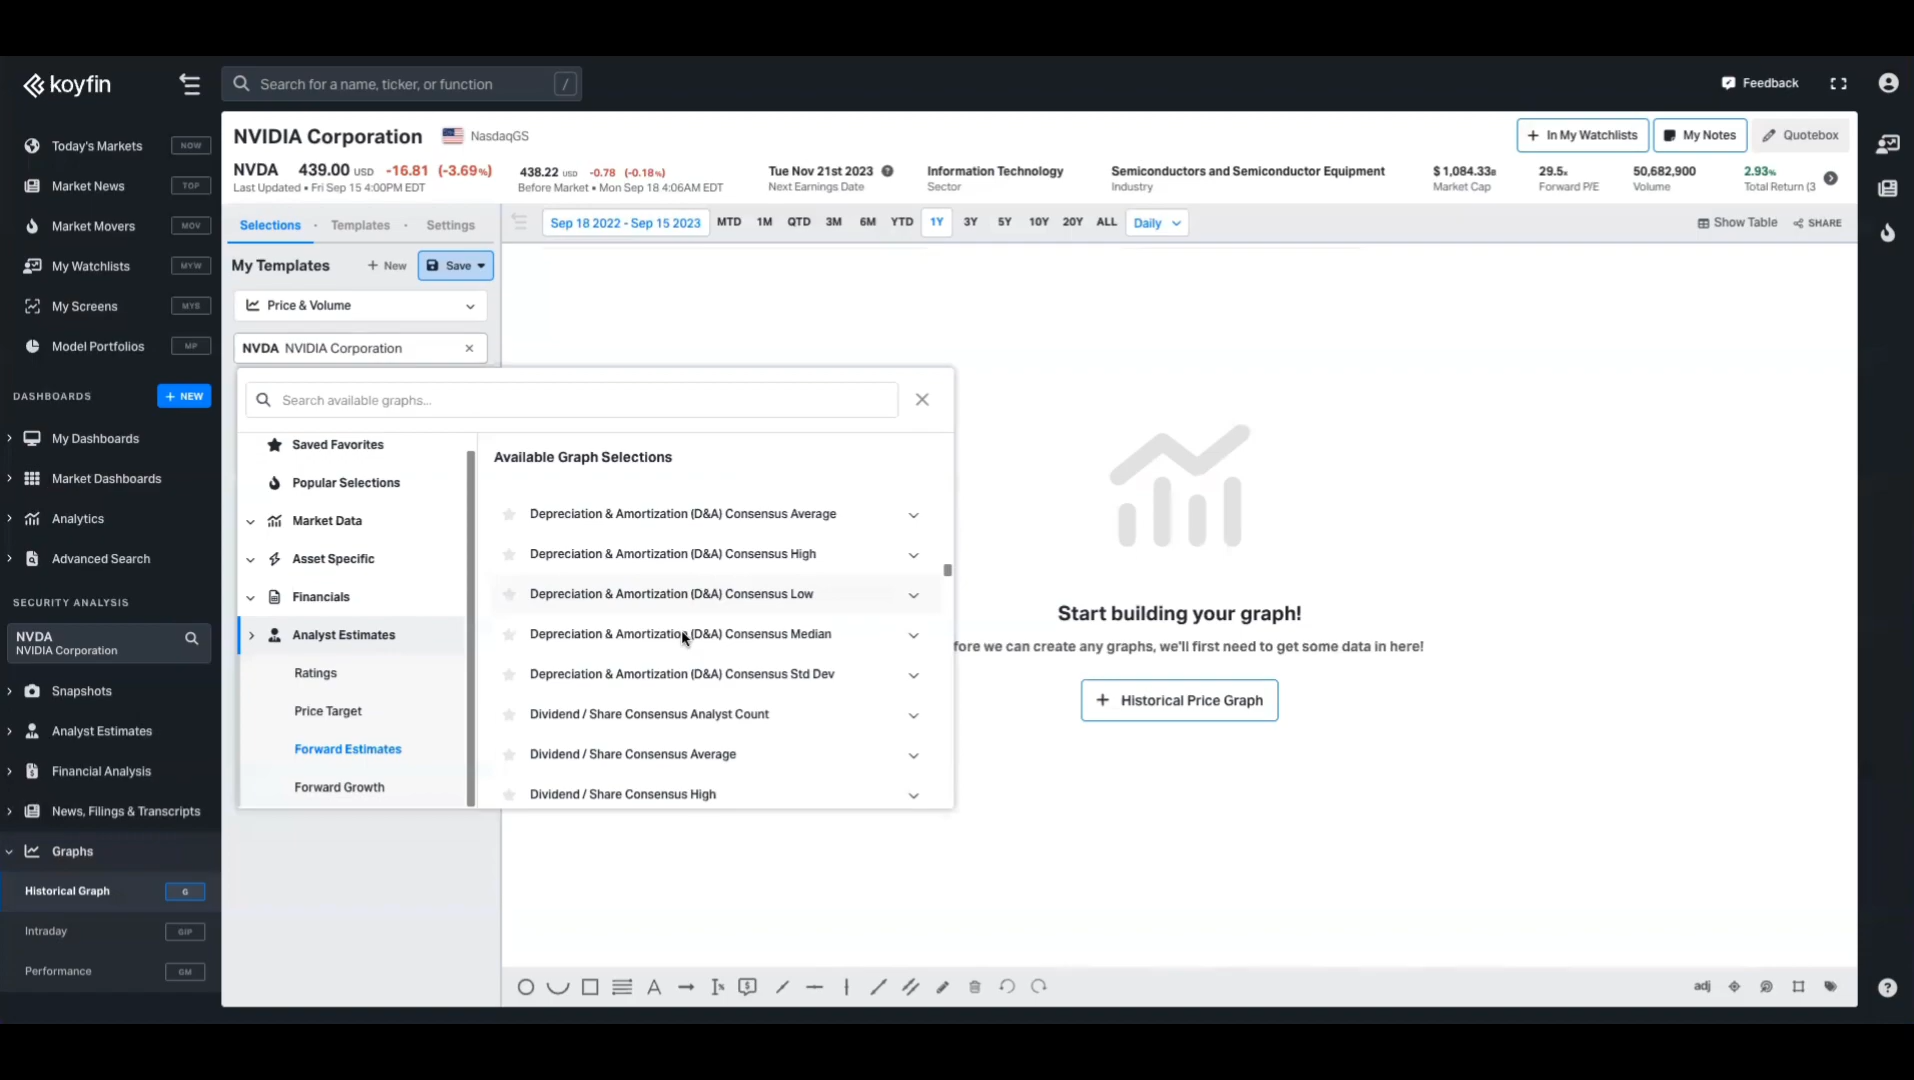 koyfin
Search for a name, ticker, or function /
Feedback
Today's Markets NOW
Market News TOP
Market Movers MOV
My Watchlists MYW
My Screens MYS
Model Portfolios MP
DASHBOARDS + NEW
My Dashboards
Market Dashboards
Analytics
Advanced Search
SECURITY ANALYSIS
NVDA
NVIDIA Corporation
Snapshots
Analyst Estimates
Financial Analysis
News, Filings & Transcripts
Graphs
Historical Graph G
Intraday GIP
Performance GM
NVIDIA Corporation NasdaqGS
+ In My Watchlists My Notes Quotebox
NVDA 439.00 USD -16.81 (-3.69%)
Last Updated • Fri Sep 15 4:00PM EDT
438.22 USD -0.78 (-0.18%)
Before Market • Mon Sep 18 4:06AM EDT
Tue Nov 21st 2023
Next Earnings Date
Information Technology
Sector
Semiconductors and Semiconductor Equipment
Industry
$ 1,084.33B
Market Cap
29.5x
Forward P/E
50,682,900
Volume
2.93%
Total Return (3
Selections • Templates • Settings
Sep 18 2022 - Sep 15 2023 MTD 1M QTD 3M 6M YTD 1Y 3Y 5Y 10Y 20Y ALL Daily
Show Table SHARE
My Templates + New Save
Price & Volume
NVDA NVIDIA Corporation
Search available graphs...
Saved Favorites
Popular Selections
Market Data
Asset Specific
Financials
Analyst Estimates
Ratings
Price Target
Forward Estimates
Forward Growth
Available Graph Selections
Depreciation & Amortization (D&A) Consensus Average
Depreciation & Amortization (D&A) Consensus High
Depreciation & Amortization (D&A) Consensus Low
Depreciation & Amortization (D&A) Consensus Median
Depreciation & Amortization (D&A) Consensus Std Dev
Dividend / Share Consensus Analyst Count
Dividend / Share Consensus Average
Dividend / Share Consensus High
Start building your graph!
fore we can create any graphs, we'll first need to get some data in here!
+ Historical Price Graph
adj